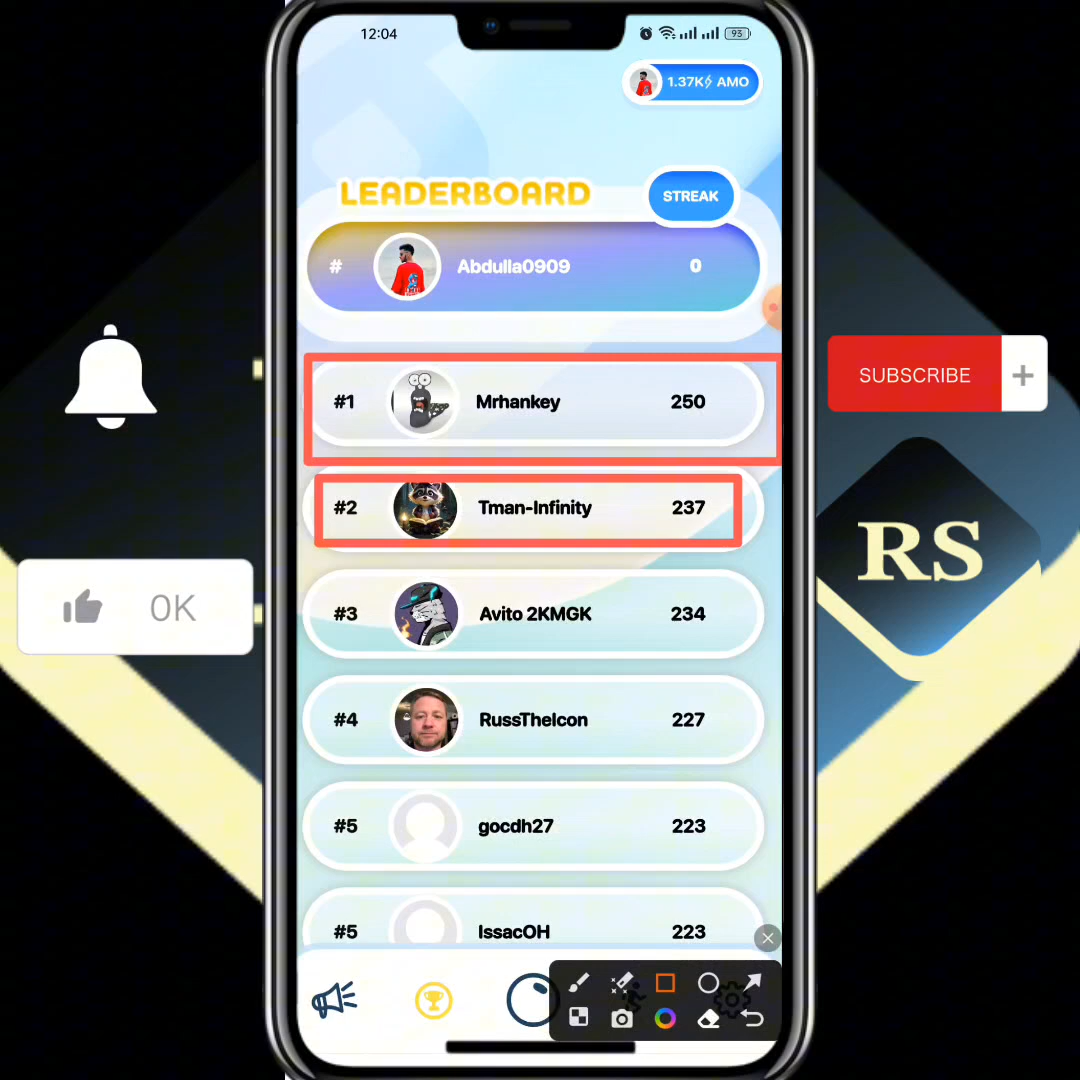 12:04
93
1.37K AMO
LEADERBOARD
STREAK
# Abdulla0909 0
#1 Mrhankey 250
#2 Tman-Infinity 237
#3 Avito 2KMGK 234
#4 RussTheIcon 227
#5 gocdh27 223
#5 IssacOH 223
SUBSCRIBE +
RS
0K